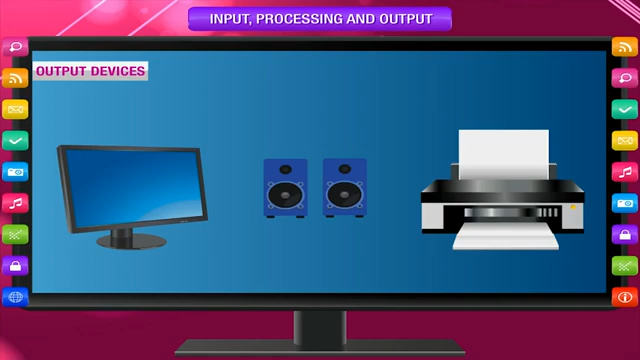 INPUT, PROCESSING AND OUTPUT
OUTPUT DEVICES